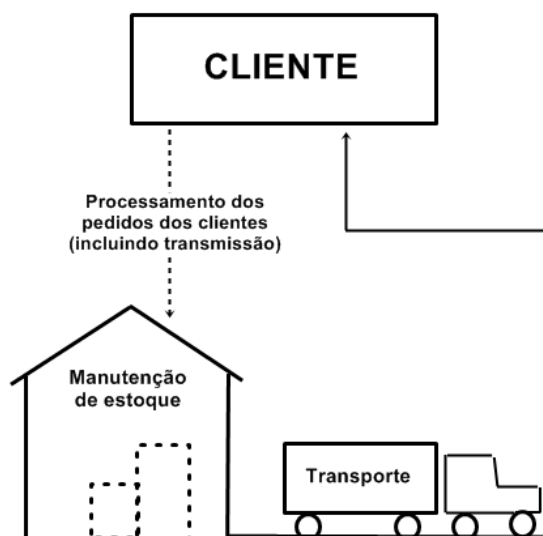 CLIENTE
Processamento dos
pedidos dos clientes
(incluindo transmissão)
Manutenção
de estoque
Transporte